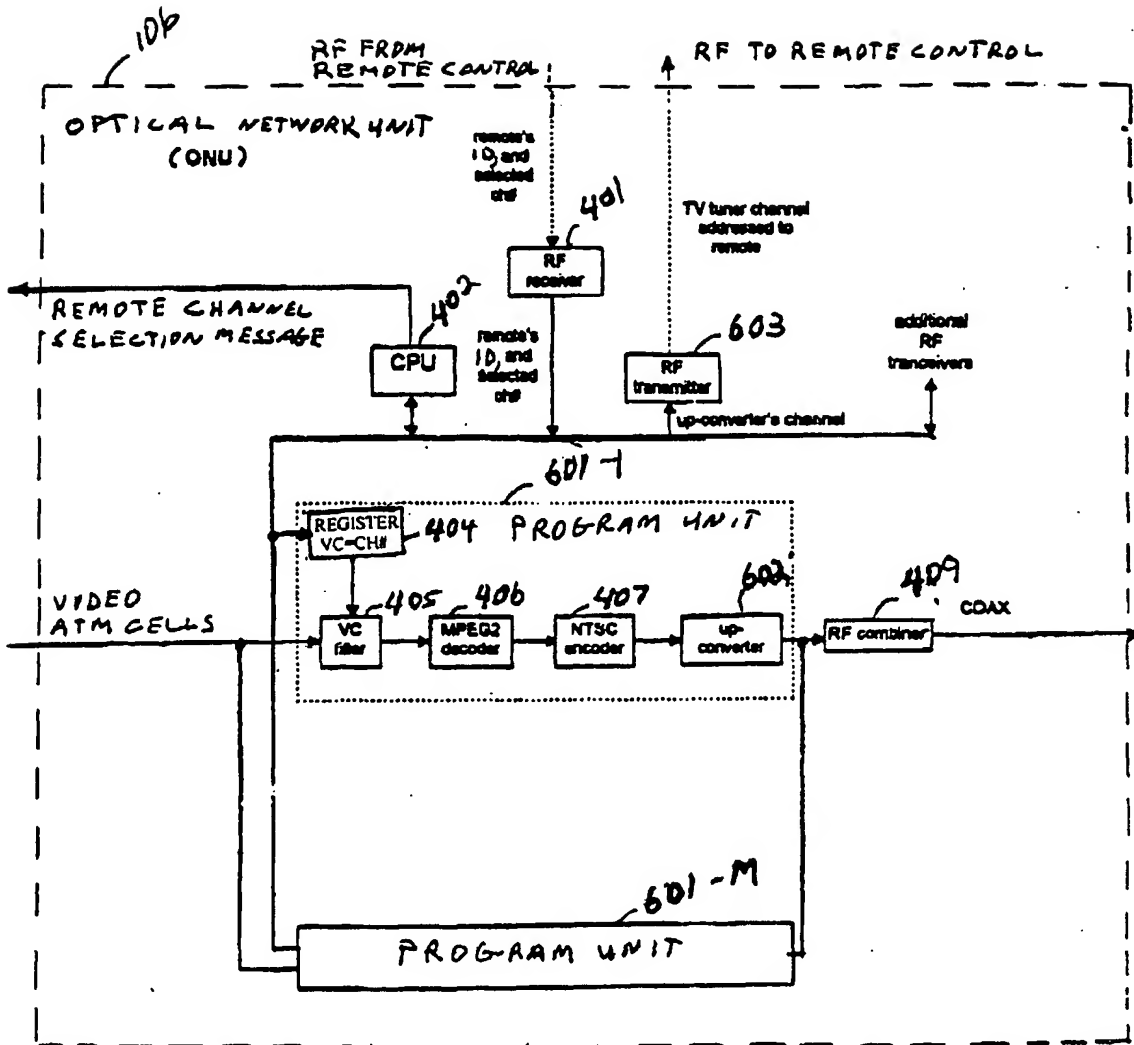 106
RF FROM
REMOTE CONTROL
RF TO REMOTE CONTROL
OPTICAL NETWORK UNIT
(ONU)
remote's
ID, and
selected
ch#
401
RF
receiver
TV tuner channel
addressed to
remote
REMOTE CHANNEL
SELECTION MESSAGE
402
CPU
remote's
ID, and
selected
ch#
603
RF
transmitter
additional
RF
tranceivers
up-converter's channel
601-1
REGISTER
VC=CH#
404
PROGRAM UNIT
VIDEO
ATM CELLS
405
VC
filter
406
MPEG2
decoder
407
NTSC
encoder
602
up-
converter
409
RF combiner
COAX
601-M
PROGRAM UNIT